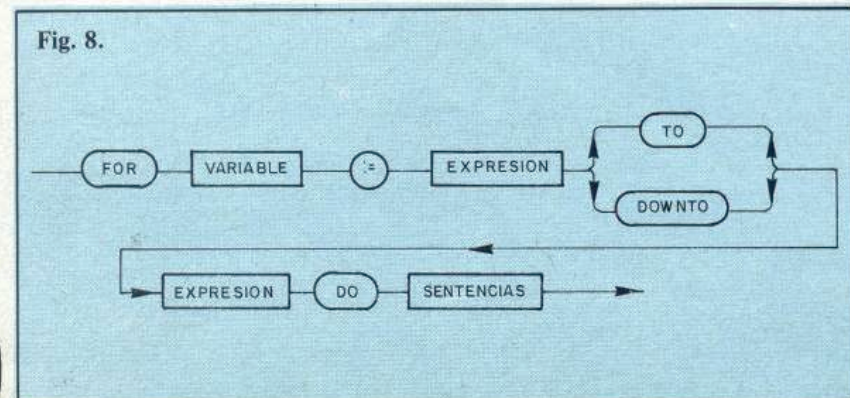 Fig. 8.
FOR VARIABLE := EXPRESION TO
DOWNTO
EXPRESION DO SENTENCIAS